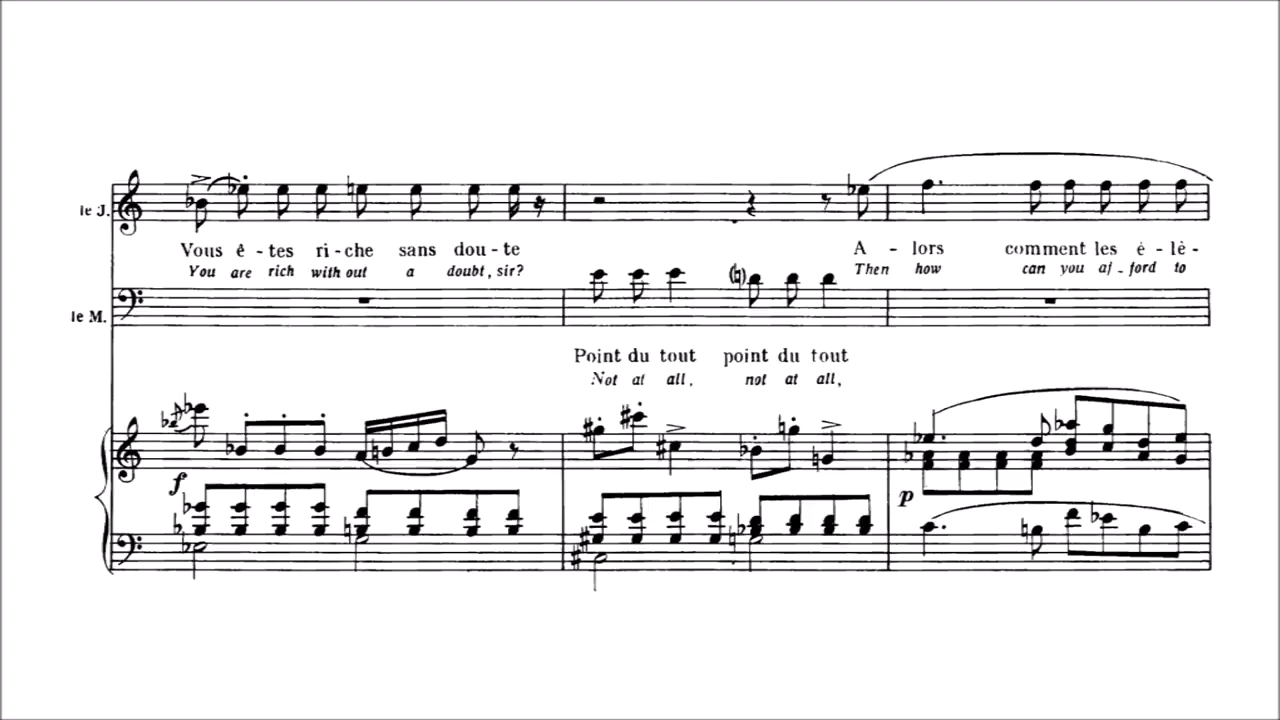 le J.
Vous ê - tes ri - che sans dou - te A - lors comment les é - lè -
You are rich with out a doubt, sir? Then how can you af - ford to
le M.
Point du tout point du tout
Not at all, not at all,
f
p